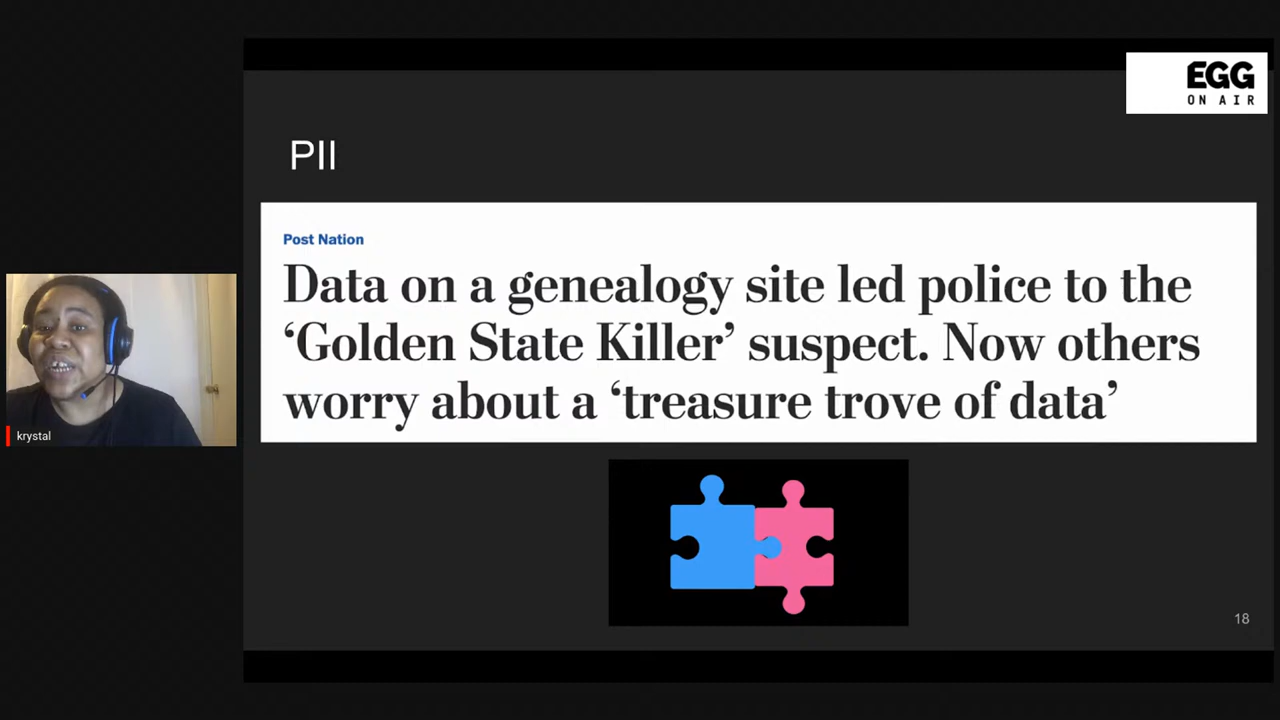 EGG
ON AIR
PII
Post Nation
Data on a genealogy site led police to the
‘Golden State Killer’ suspect. Now others
worry about a ‘treasure trove of data’
krystal
18